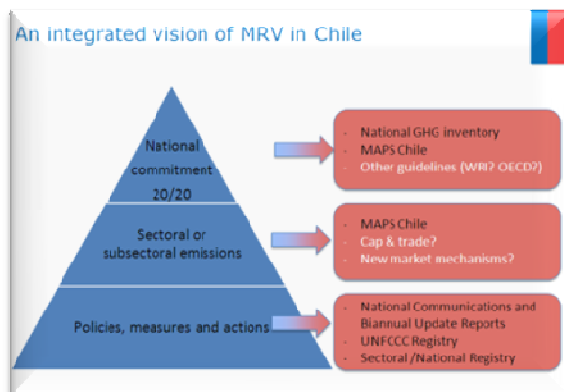 An integrated vision of MRV in Chile
National
commitment
20/20
- National GHG inventory
- MAPS Chile
- Other guidelines (WRI? OECD?)
Sectoral or
subsectoral emissions
- MAPS Chile
- Cap & trade?
- New market mechanisms?
Policies, measures and actions
- National Communications and
Biannual Update Reports
- UNFCCC Registry
- Sectoral /National Registry